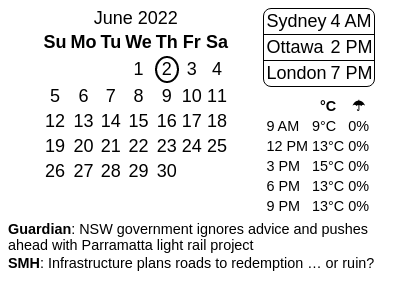 June 2022
Su Mo Tu We Th Fr Sa
1 2 3 4
5 6 7 8 9 10 11
12 13 14 15 16 17 18
19 20 21 22 23 24 25
26 27 28 29 30
Sydney 4 AM
Ottawa 2 PM
London 7 PM
°C ☂
9 AM 9°C 0%
12 PM 13°C 0%
3 PM 15°C 0%
6 PM 13°C 0%
9 PM 13°C 0%
Guardian: NSW government ignores advice and pushes
ahead with Parramatta light rail project
SMH: Infrastructure plans roads to redemption … or ruin?